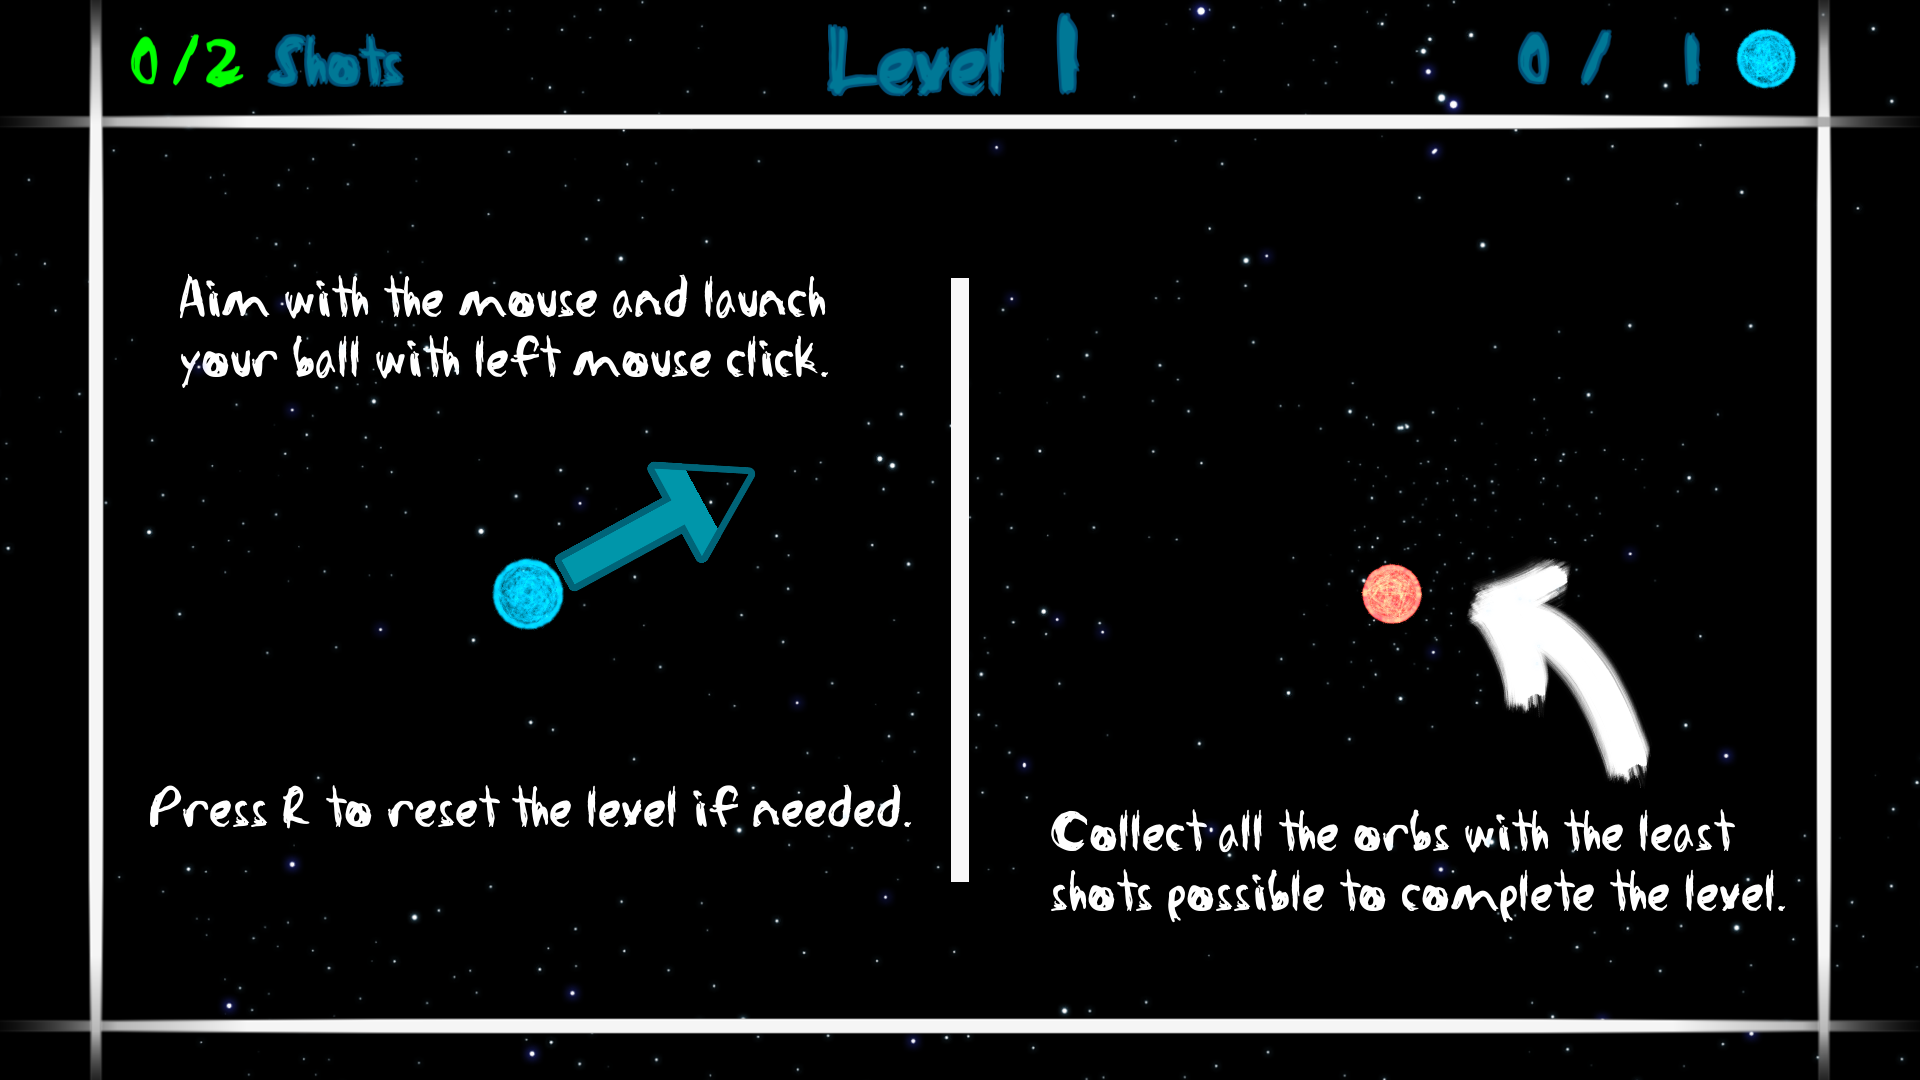 0/2 Shots
Level 1
0 / 1
Aim with the mouse and launch
your ball with left mouse click.
Press R to reset the level if needed.
Collect all the orbs with the least
shots possible to complete the level.